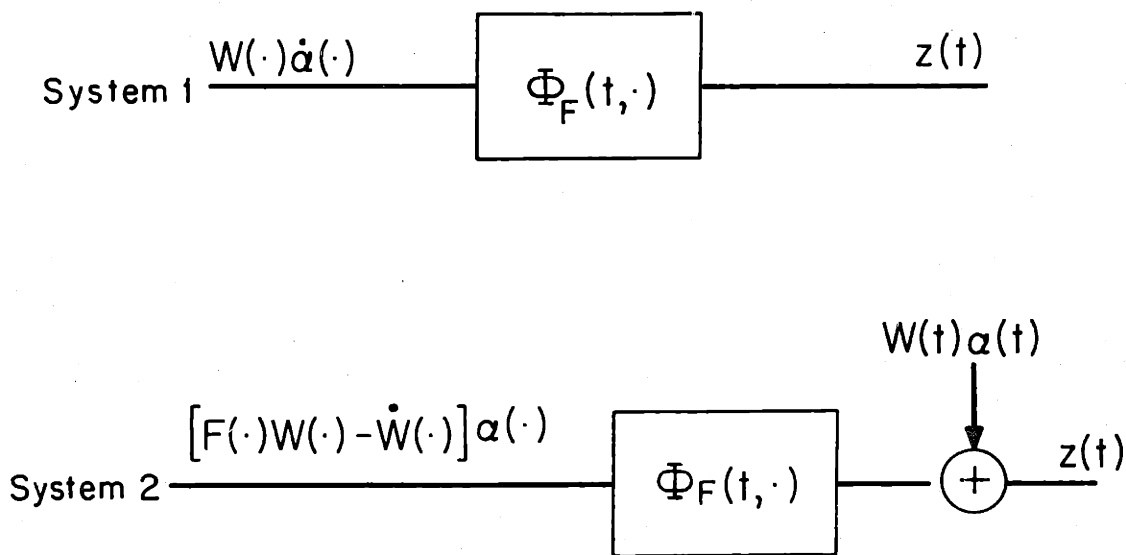 System 1 W(·)α̇(·) Φ_F(t,·) z(t)
W(t)α(t)
System 2 [F(·)W(·)-Ẇ(·)]α(·) Φ_F(t,·) + z(t)